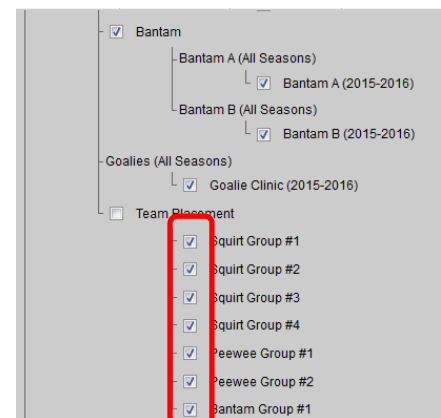 Bantam
Bantam A (All Seasons)
Bantam A (2015-2016)
Bantam B (All Seasons)
Bantam B (2015-2016)
Goalies (All Seasons)
Goalie Clinic (2015-2016)
Team Placement
Squirt Group #1
Squirt Group #2
Squirt Group #3
Squirt Group #4
Peewee Group #1
Peewee Group #2
Bantam Group #1